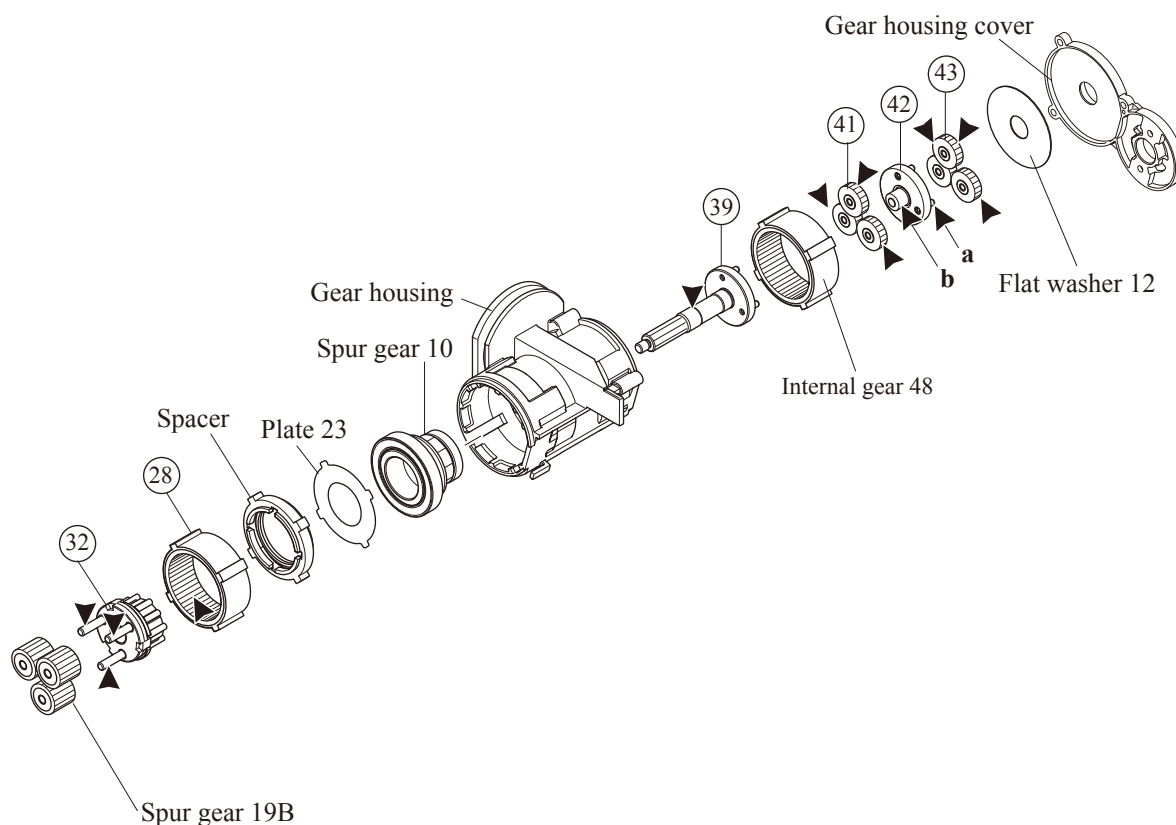 Gear housing cover
43
42
41
39
a
b
Flat washer 12
Gear housing
Internal gear 48
Spur gear 10
Spacer
Plate 23
28
32
Spur gear 19B